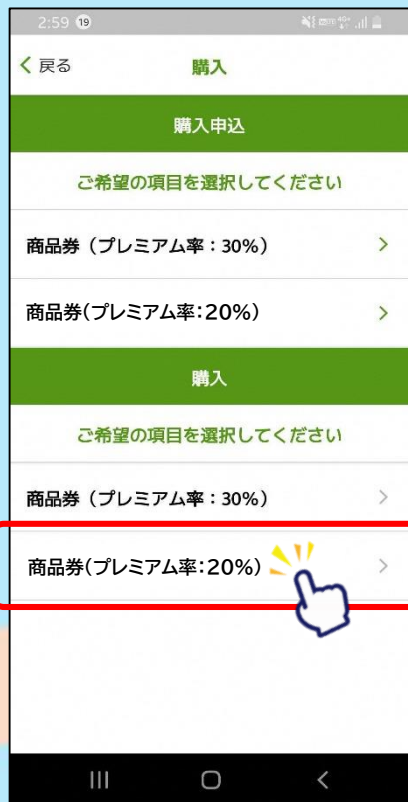 2:59 19
戻る 購入
購入申込
ご希望の項目を選択してください
商品券（プレミアム率：30%）
商品券(プレミアム率:20%)
購入
ご希望の項目を選択してください
商品券（プレミアム率：30%）
商品券(プレミアム率:20%)